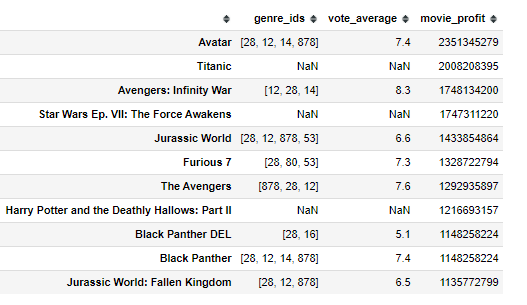 genre_ids vote_average movie_profit
Avatar [28, 12, 14, 878] 7.4 2351345279
Titanic NaN NaN 2008208395
Avengers: Infinity War [12, 28, 14] 8.3 1748134200
Star Wars Ep. VII: The Force Awakens NaN NaN 1747311220
Jurassic World [28, 12, 878, 53] 6.6 1433854864
Furious 7 [28, 80, 53] 7.3 1328722794
The Avengers [878, 28, 12] 7.6 1292935897
Harry Potter and the Deathly Hallows: Part II NaN NaN 1216693157
Black Panther DEL [28, 16] 5.1 1148258224
Black Panther [28, 12, 14, 878] 7.4 1148258224
Jurassic World: Fallen Kingdom [28, 12, 878] 6.5 1135772799